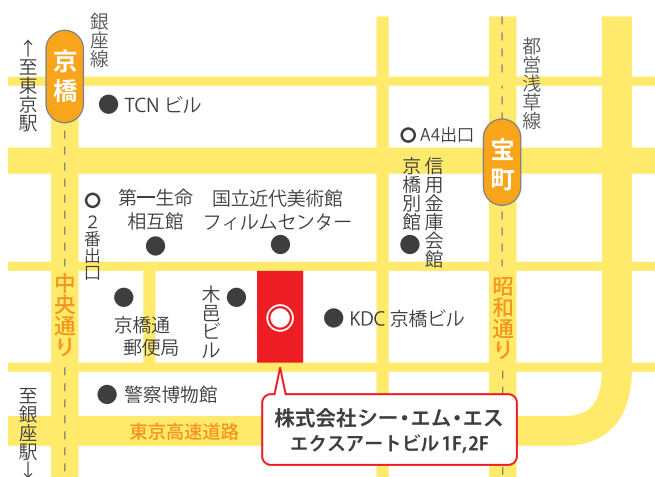 銀座線
京橋
↑至東京駅
都営浅草線
TCN ビル
A4出口
宝町
信用金庫会館
京橋別館
2番出口
第一生命
相互館
国立近代美術館
フィルムセンター
中央通り
昭和通り
京橋通
郵便局
木邑ビル
KDC 京橋ビル
警察博物館
至銀座駅↓
東京高速道路
株式会社シー・エム・エス
エクスアートビル1F,2F